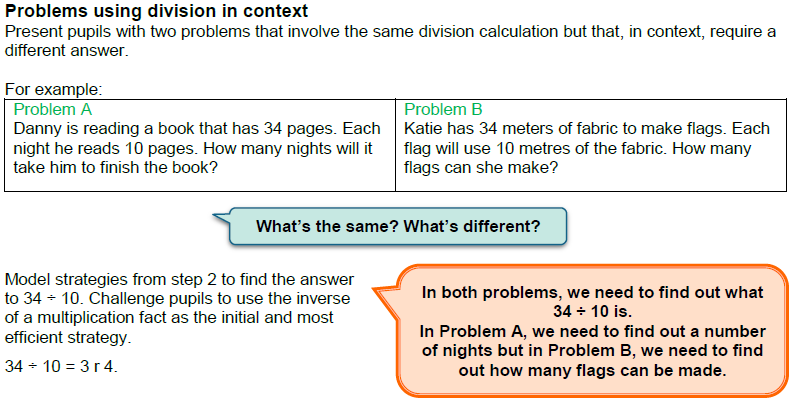 Problems using division in context
Present pupils with two problems that involve the same division calculation but that, in context, require a
different answer.
For example:
Problem A
Danny is reading a book that has 34 pages. Each
night he reads 10 pages. How many nights will it
take him to finish the book?
Problem B
Katie has 34 meters of fabric to make flags. Each
flag will use 10 metres of the fabric. How many
flags can she make?
What's the same? What's different?
Model strategies from step 2 to find the answer
to 34 ÷ 10. Challenge pupils to use the inverse
of a multiplication fact as the initial and most
efficient strategy.
34 ÷ 10 = 3 r 4.
In both problems, we need to find out what
34 ÷ 10 is.
In Problem A, we need to find out a number
of nights but in Problem B, we need to find
out how many flags can be made.